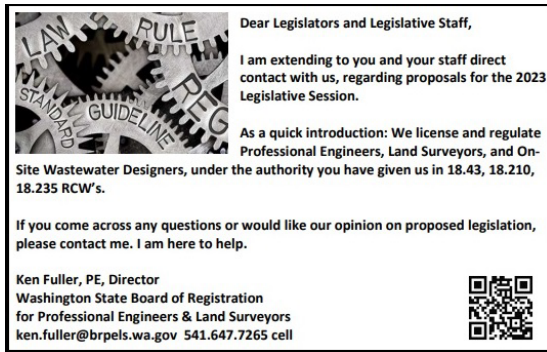 LAW
RULE
REG
STANDARD
GUIDELINE
Dear Legislators and Legislative Staff,
I am extending to you and your staff direct
contact with us, regarding proposals for the 2023
Legislative Session.
As a quick introduction: We license and regulate
Professional Engineers, Land Surveyors, and On-
Site Wastewater Designers, under the authority you have given us in 18.43, 18.210,
18.235 RCW’s.
If you come across any questions or would like our opinion on proposed legislation,
please contact me. I am here to help.
Ken Fuller, PE, Director
Washington State Board of Registration
for Professional Engineers & Land Surveyors
ken.fuller@brpels.wa.gov 541.647.7265 cell